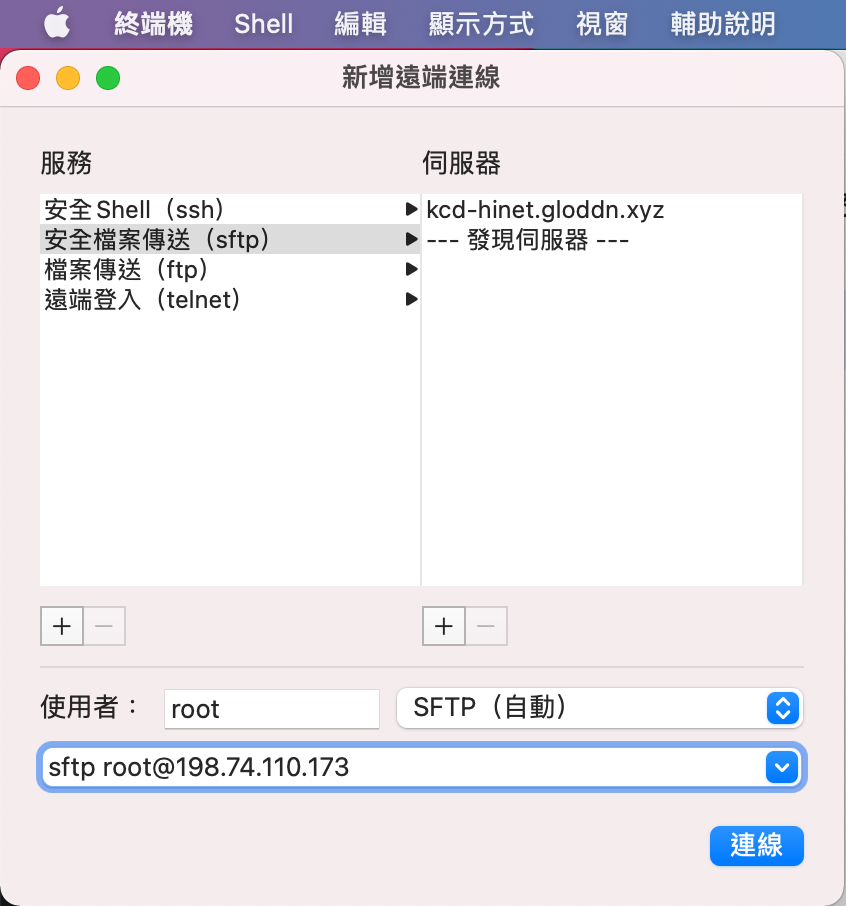 終端機 Shell 編輯 顯示方式 視窗 輔助說明
新增遠端連線
服務
安全 Shell（ssh）
安全檔案傳送（sftp）
檔案傳送（ftp）
遠端登入（telnet）
伺服器
kcd-hinet.gloddn.xyz
--- 發現伺服器 ---
使用者： root SFTP（自動）
sftp root@198.74.110.173
連線